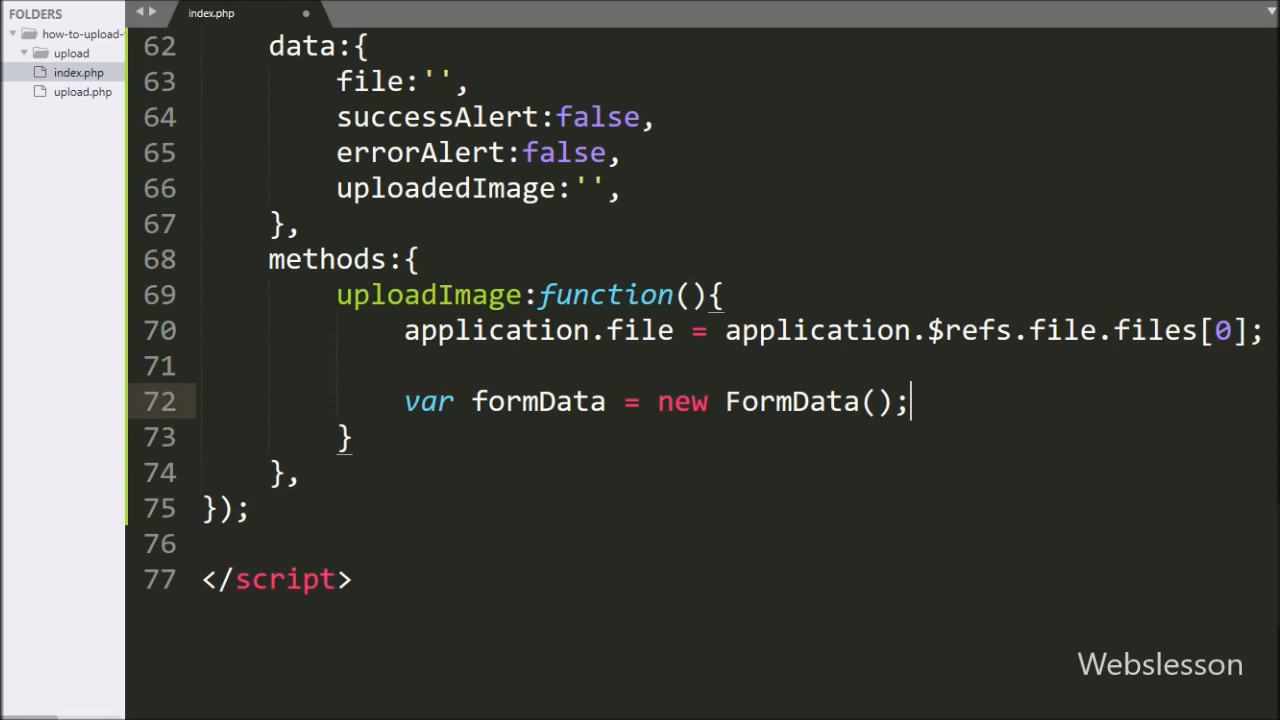 FOLDERS
how-to-upload-
upload
index.php
upload.php
index.php
62 data:{
63 file:'',
64 successAlert:false,
65 errorAlert:false,
66 uploadedImage:'',
67 },
68 methods:{
69 uploadImage:function(){
70 application.file = application.$refs.file.files[0];
71
72 var formData = new FormData();
73 }
74 },
75 });
76
77 </script>
Webslesson